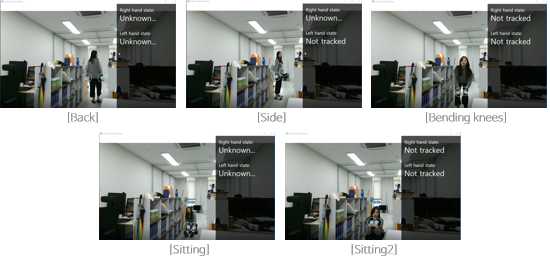 Right hand state:
Unknown...
Left hand state:
Unknown...
[Back]
Right hand state:
Unknown...
Left hand state:
Not tracked
[Side]
Right hand state:
Not tracked
Left hand state:
Not tracked
[Bending knees]
Right hand state:
Unknown...
Left hand state:
Unknown...
[Sitting]
Right hand state:
Not tracked
Left hand state:
Not tracked
[Sitting2]